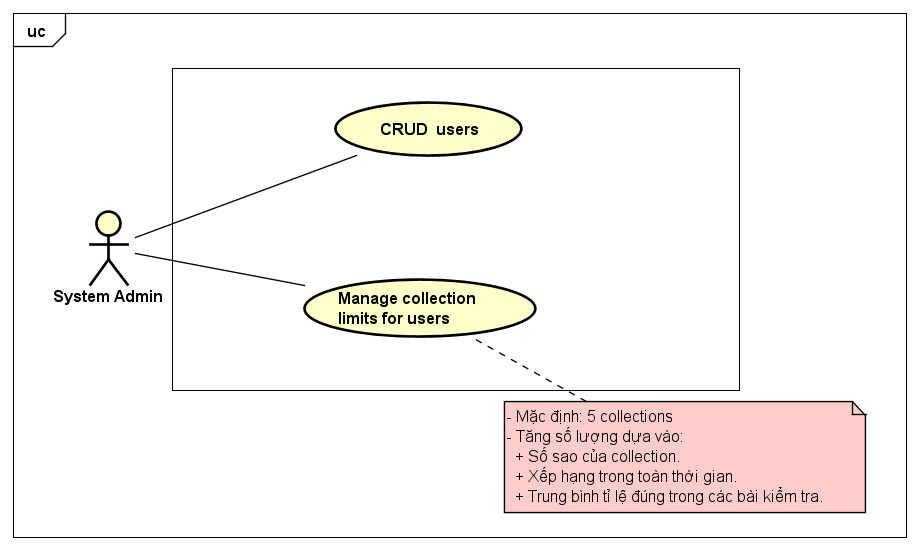 uc
CRUD  users
System Admin
Manage collection
limits for users
- Mặc định: 5 collections
- Tăng số lượng dựa vào:
+ Số sao của collection.
+ Xếp hạng trong toàn thời gian.
+ Trung bình tỉ lệ đúng trong các bài kiểm tra.